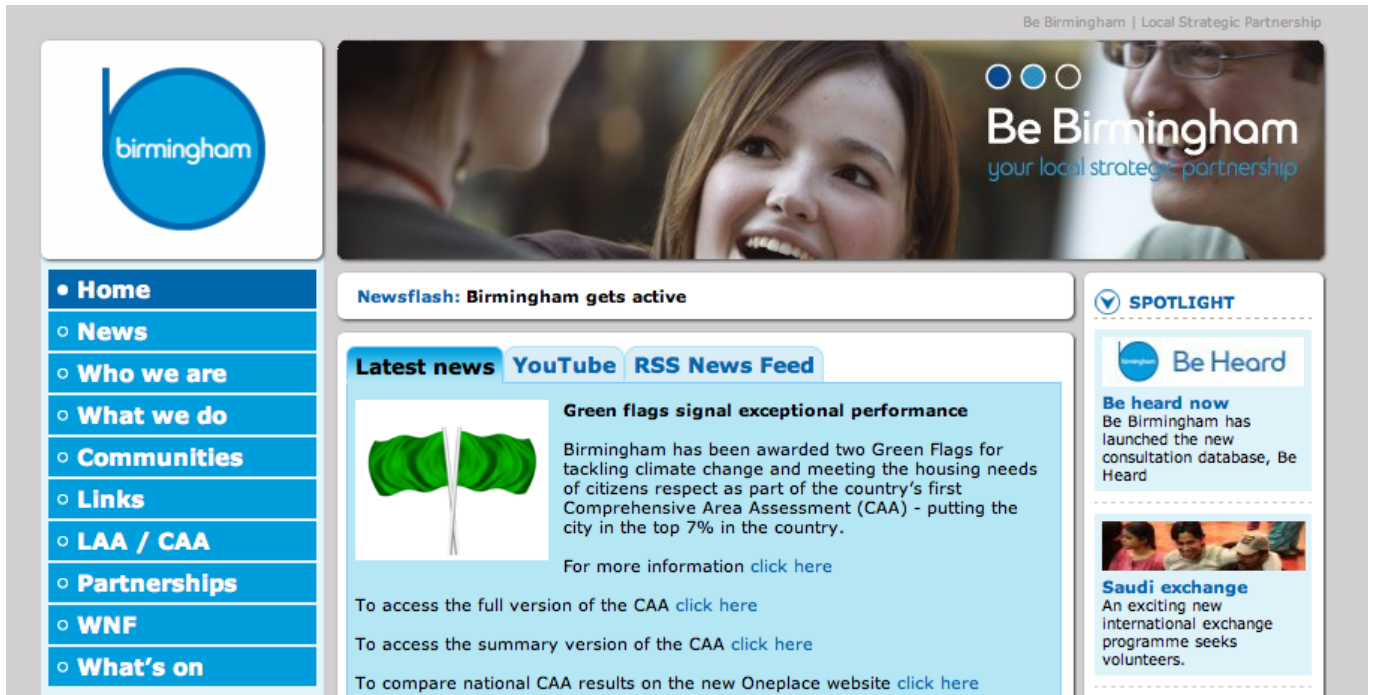 Be Birmingham | Local Strategic Partnership
birmingham
Be Birmingham
your local strategic partnership
Home
News
Who we are
What we do
Communities
Links
LAA / CAA
Partnerships
WNF
What's on
Newsflash: Birmingham gets active
Latest news
YouTube
RSS News Feed
Green flags signal exceptional performance
Birmingham has been awarded two Green Flags for
tackling climate change and meeting the housing needs
of citizens respect as part of the country's first
Comprehensive Area Assessment (CAA) - putting the
city in the top 7% in the country.
For more information click here
To access the full version of the CAA click here
To access the summary version of the CAA click here
To compare national CAA results on the new Oneplace website click here
SPOTLIGHT
birmingham
Be Heard
Be heard now
Be Birmingham has
launched the new
consultation database, Be
Heard
Saudi exchange
An exciting new
international exchange
programme seeks
volunteers.